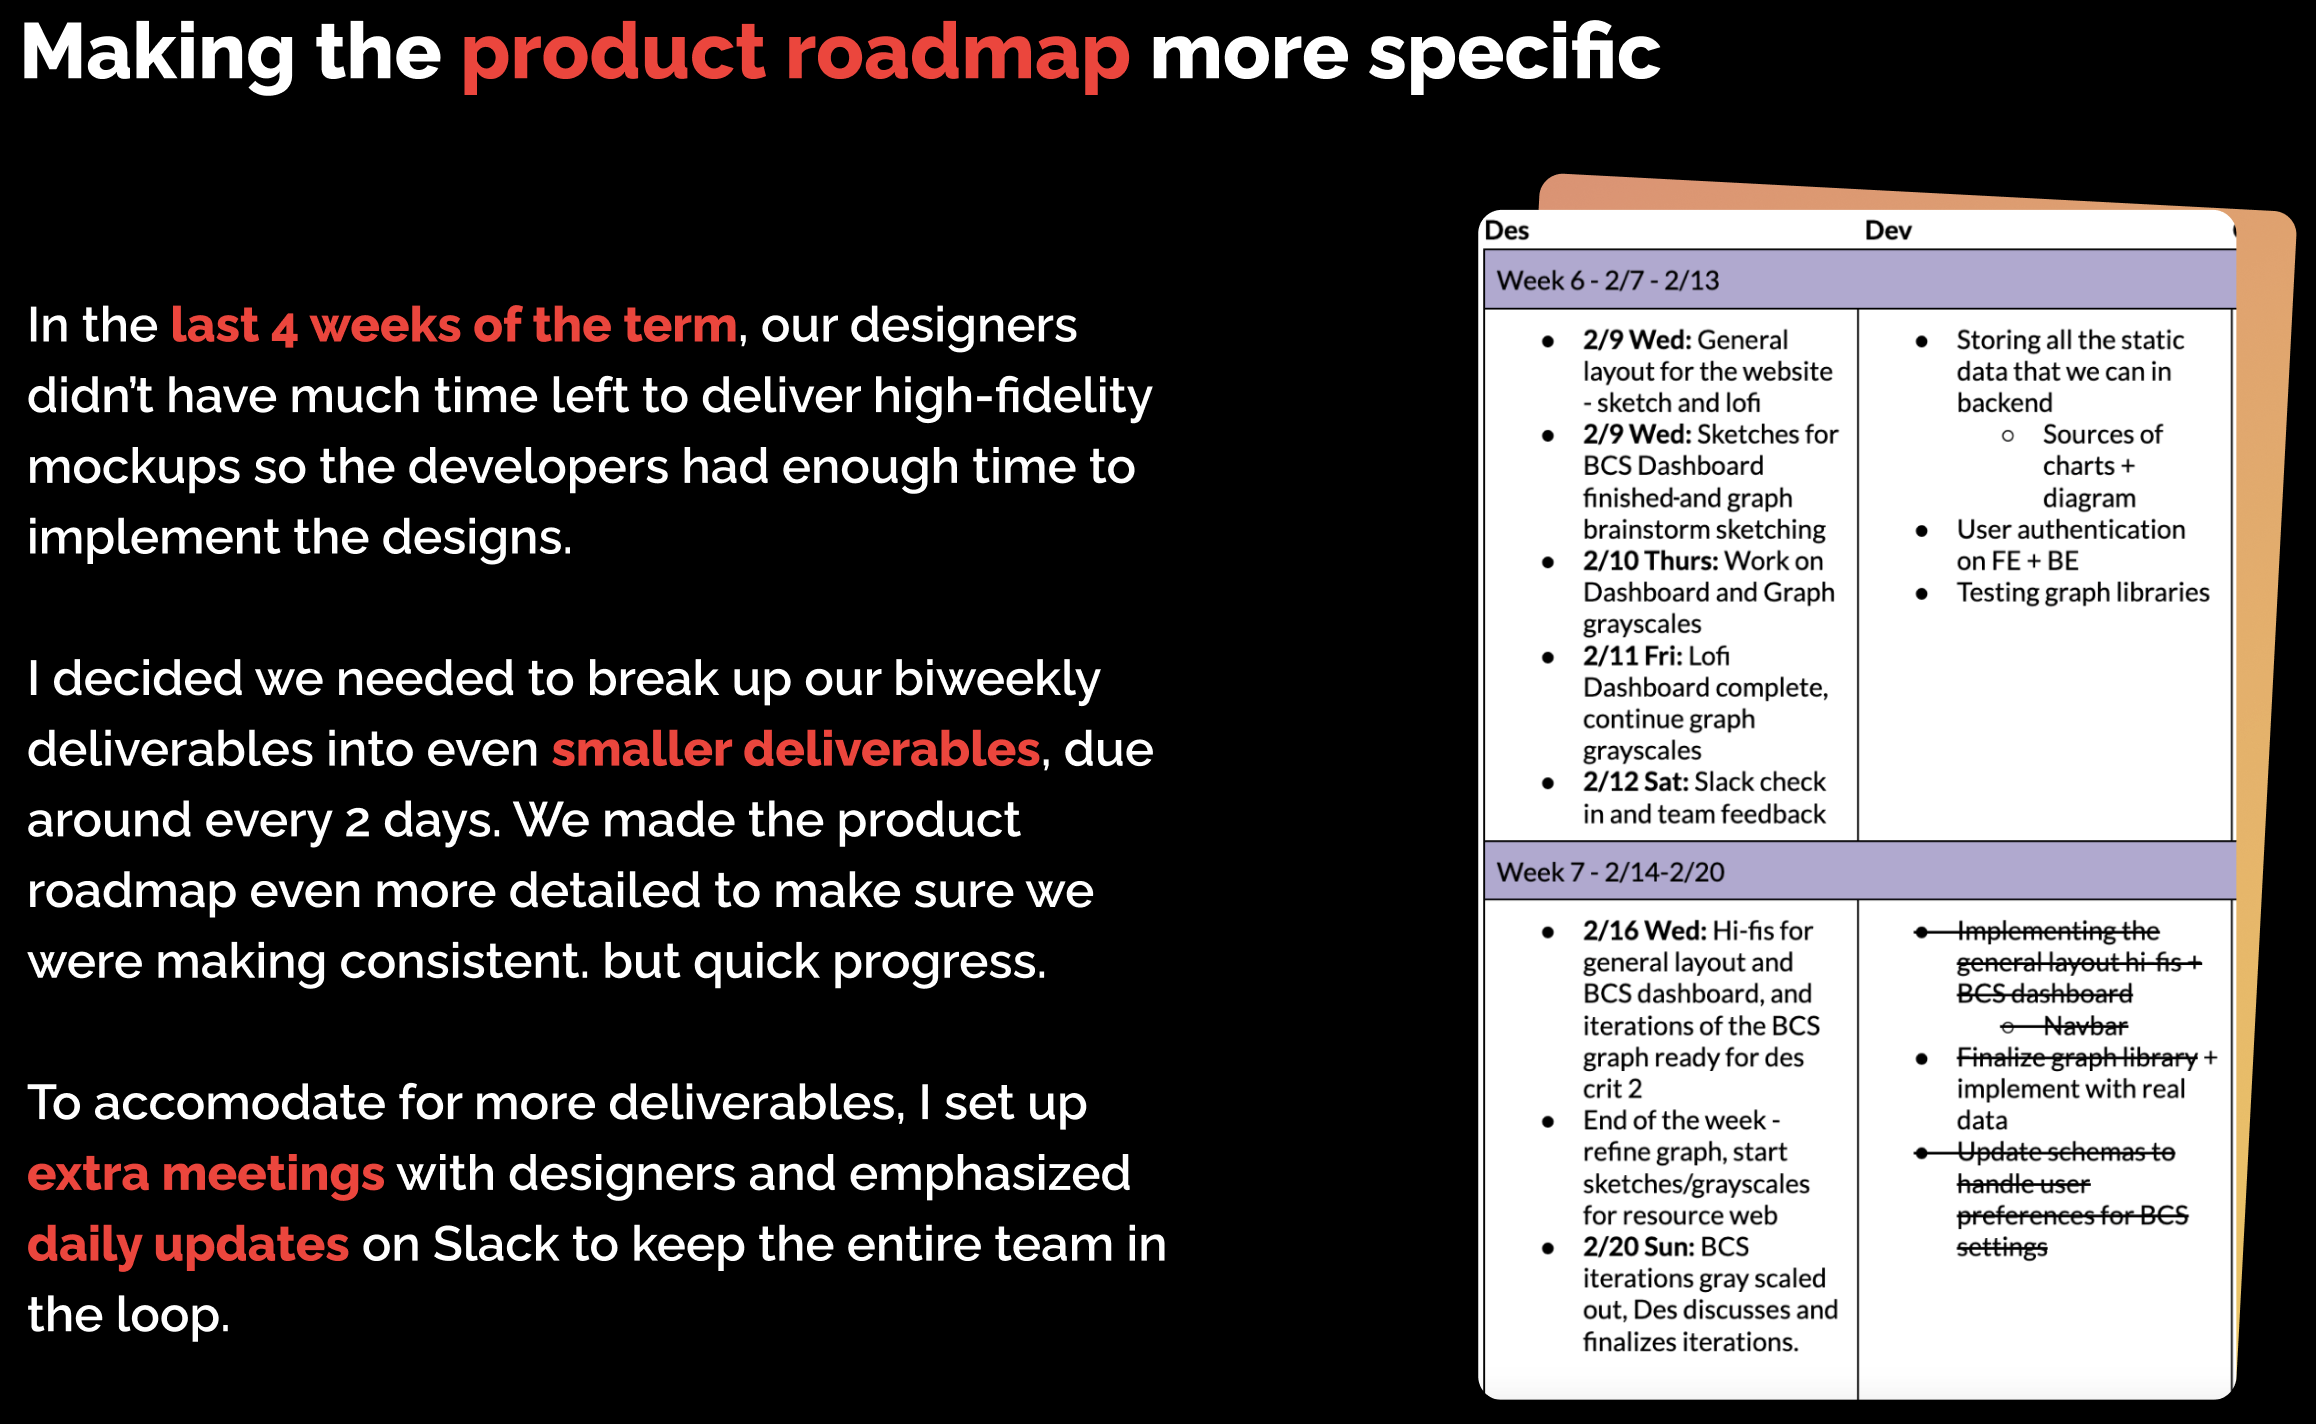 Making the product roadmap more specific
In the last 4 weeks of the term, our designers
didn't have much time left to deliver high-fidelity
mockups so the developers had enough time to
implement the designs.
I decided we needed to break up our biweekly
deliverables into even smaller deliverables, due
around every 2 days. We made the product
roadmap even more detailed to make sure we
were making consistent. but quick progress.
To accomodate for more deliverables, I set up
extra meetings with designers and emphasized
daily updates on Slack to keep the entire team in
the loop.
Des
Dev
Week 6 - 2/7 - 2/13
● 2/9 Wed: General
layout for the website
- sketch and lofi
● 2/9 Wed: Sketches for
BCS Dashboard
finished-and graph
brainstorm sketching
● 2/10 Thurs: Work on
Dashboard and Graph
grayscales
● 2/11 Fri: Lofi
Dashboard complete,
continue graph
grayscales
● 2/12 Sat: Slack check
in and team feedback
● Storing all the static
data that we can in
backend
○ Sources of
charts +
diagram
● User authentication
on FE + BE
● Testing graph libraries
Week 7 - 2/14-2/20
● 2/16 Wed: Hi-fis for
general layout and
BCS dashboard, and
iterations of the BCS
graph ready for des
crit 2
● End of the week -
refine graph, start
sketches/grayscales
for resource web
● 2/20 Sun: BCS
iterations gray scaled
out, Des discusses and
finalizes iterations.
● Implementing the
general layout hi-fis +
BCS dashboard
○ Navbar
● Finalize graph library +
implement with real
data
● Update schemas to
handle user
preferences for BCS
settings